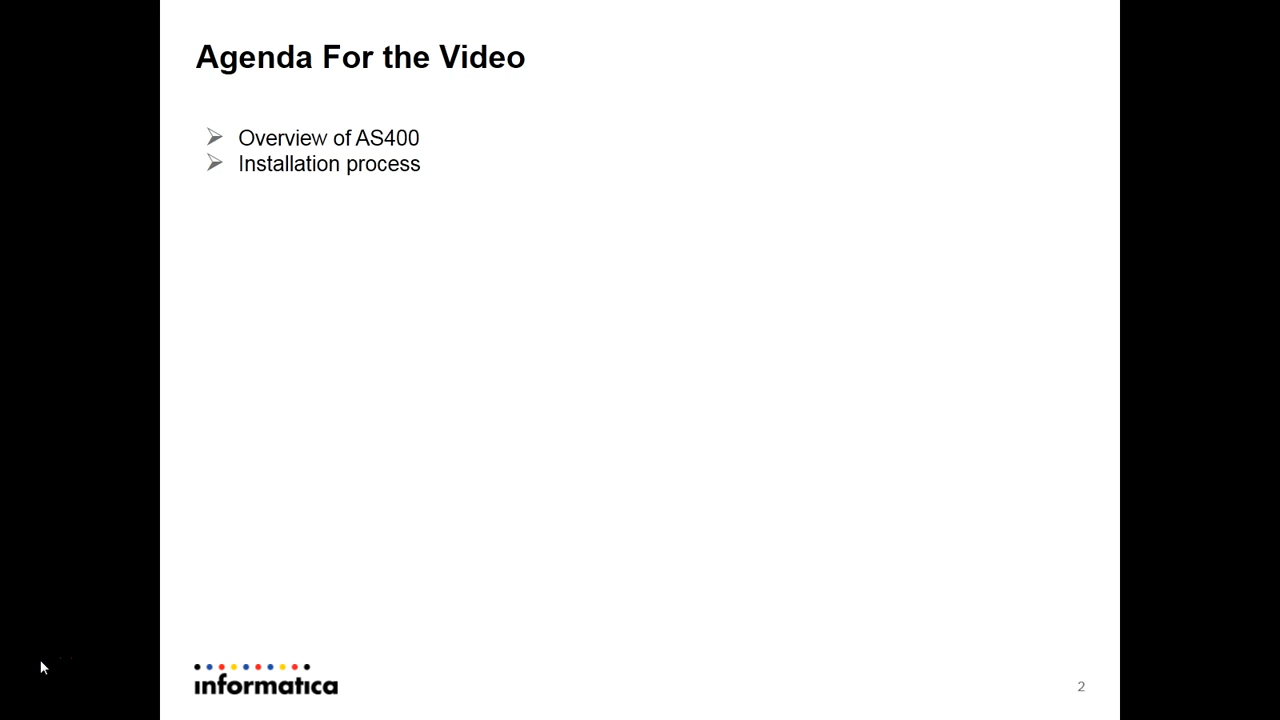 Agenda For the Video
Overview of AS400
Installation process
informatica
2